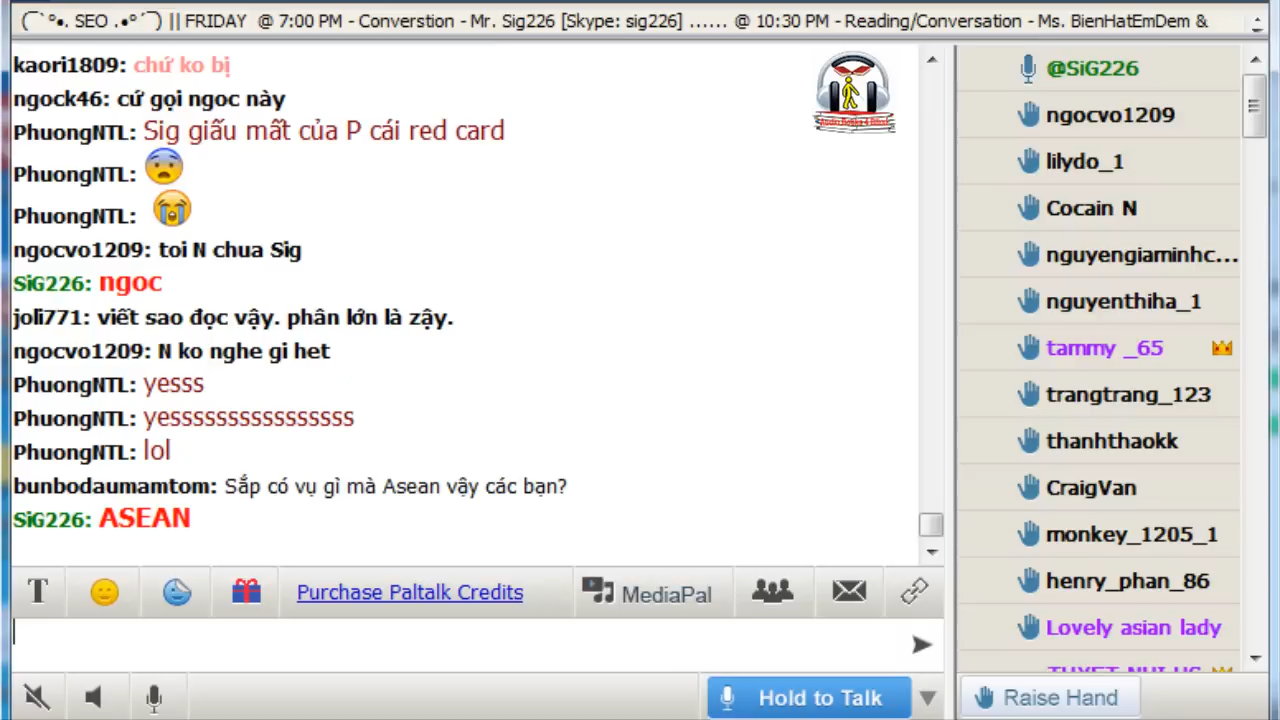 (¯`°•. SEO .•°´¯) || FRIDAY @ 7:00 PM - Converstion - Mr. Sig226 [Skype: sig226] ...... @ 10:30 PM - Reading/Conversation - Ms. BienHatEmDem &
kaori1809: chứ ko bị
ngock46: cứ gọi ngoc này
PhuongNTL: Sig giấu mất của P cái red card
PhuongNTL:
PhuongNTL:
ngocvo1209: toi N chua Sig
SiG226: ngoc
joli771: viết sao đọc vậy. phân lớn là zậy.
ngocvo1209: N ko nghe gi het
PhuongNTL: yesss
PhuongNTL: yessssssssssssssss
PhuongNTL: lol
bunbodaumamtom: Sắp có vụ gì mà Asean vậy các bạn?
SiG226: ASEAN
T
Purchase Paltalk Credits
MediaPal
Hold to Talk
@SiG226
ngocvo1209
lilydo_1
Cocain N
nguyengiaminhc...
nguyenthiha_1
tammy _65
trangtrang_123
thanhthaokk
CraigVan
monkey_1205_1
henry_phan_86
Lovely asian lady
Raise Hand